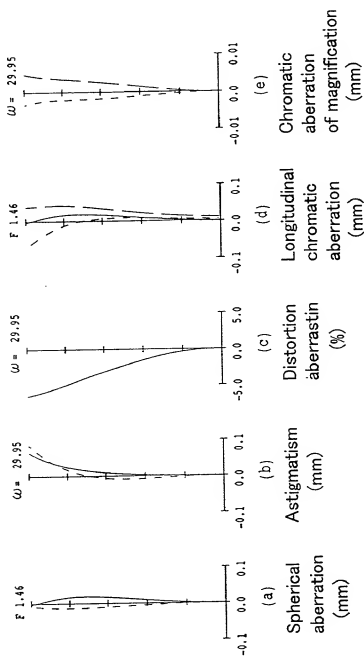 F 1.46
-0.1 0.0 0.1
(a)
Spherical
aberration
(mm)
ω = 29.95
-0.1 0.0 0.1
(b)
Astigmatism
(mm)
ω = 29.95
-5.0 0.0 5.0
(c)
Distortion
aberrastin
(%)
F 1.46
-0.1 0.0 0.1
(d)
Longitudinal
chromatic
aberration
(mm)
ω = 29.95
-0.01 0.0 0.01
(e)
Chromatic
aberration
of magnification
(mm)